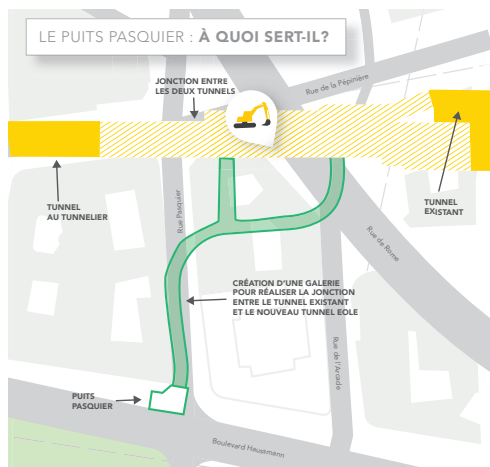 LE PUITS PASQUIER : À QUOI SERT-IL?
JONCTION ENTRE
LES DEUX TUNNELS
Rue de la Pépinière
TUNNEL
AU TUNNELIER
Rue Pasquier
TUNNEL
EXISTANT
Rue de Rome
CRÉATION D'UNE GALERIE
POUR RÉALISER LA JONCTION
ENTRE LE TUNNEL EXISTANT
ET LE NOUVEAU TUNNEL EOLE
Rue de l'Arcade
PUITS
PASQUIER
Boulevard Haussmann